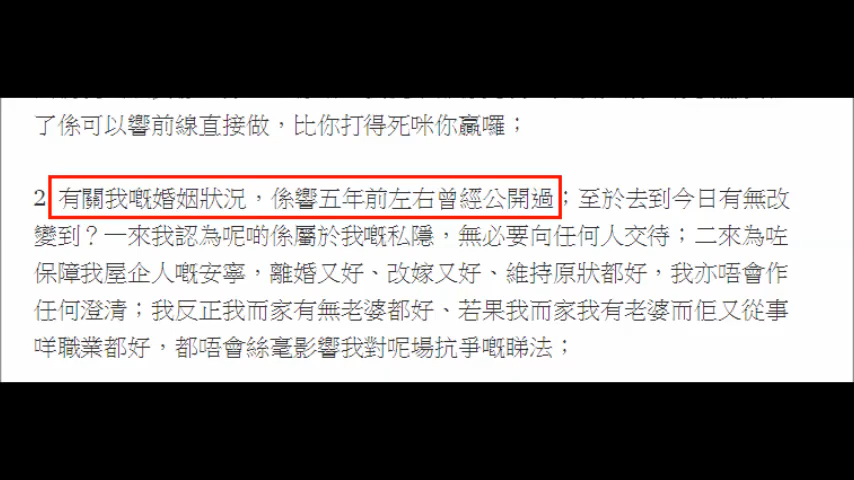 了係可以響前線直接做，比你打得死咪你贏囉；
2 有關我嘅婚姻狀況，係響五年前左右曾經公開過；至於去到今日有無改
變到？一來我認為呢啲係屬於我嘅私隱，無必要向任何人交待；二來為咗
保障我屋企人嘅安寧，離婚又好、改嫁又好、維持原狀都好，我亦唔會作
任何澄清；我反正我而家有無老婆都好、若果我而家我有老婆而佢又從事
咩職業都好，都唔會絲毫影響我對呢場抗爭嘅睇法；